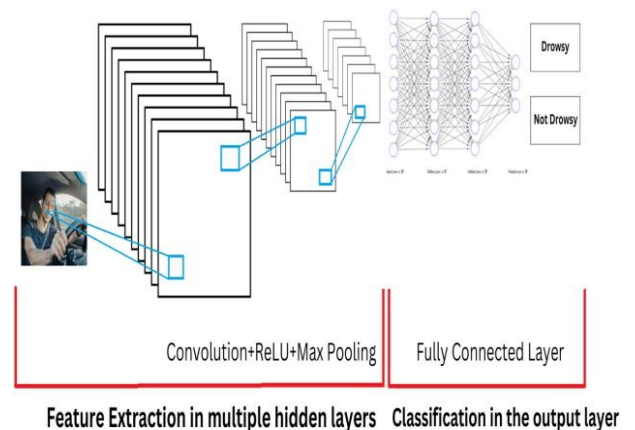 Drowsy
Not Drowsy
Convolution+ReLU+Max Pooling
Fully Connected Layer
Feature Extraction in multiple hidden layers
Classification in the output layer